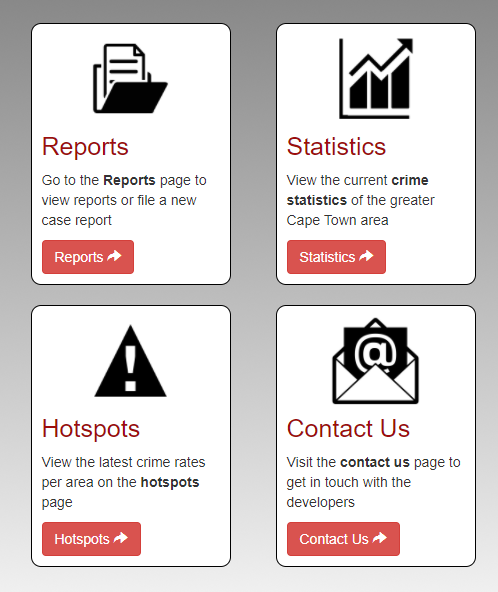 Reports
Go to the Reports page to
view reports or file a new
case report
Reports
Statistics
View the current crime
statistics of the greater
Cape Town area
Statistics
Hotspots
View the latest crime rates
per area on the hotspots
page
Hotspots
@
Contact Us
Visit the contact us page to
get in touch with the
developers
Contact Us